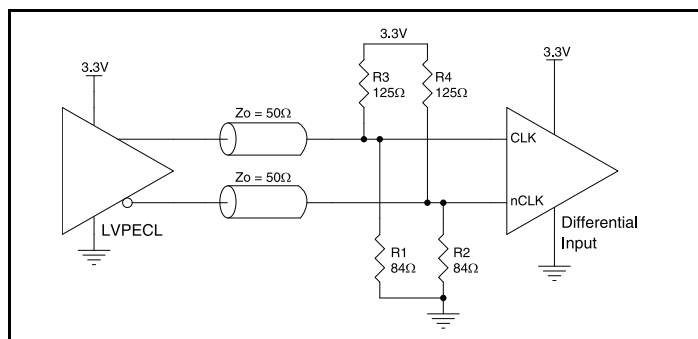 3.3V
3.3V
3.3V
R3
125Ω
R4
125Ω
Zo = 50Ω
CLK
Zo = 50Ω
nCLK
LVPECL
Differential
Input
R1
84Ω
R2
84Ω